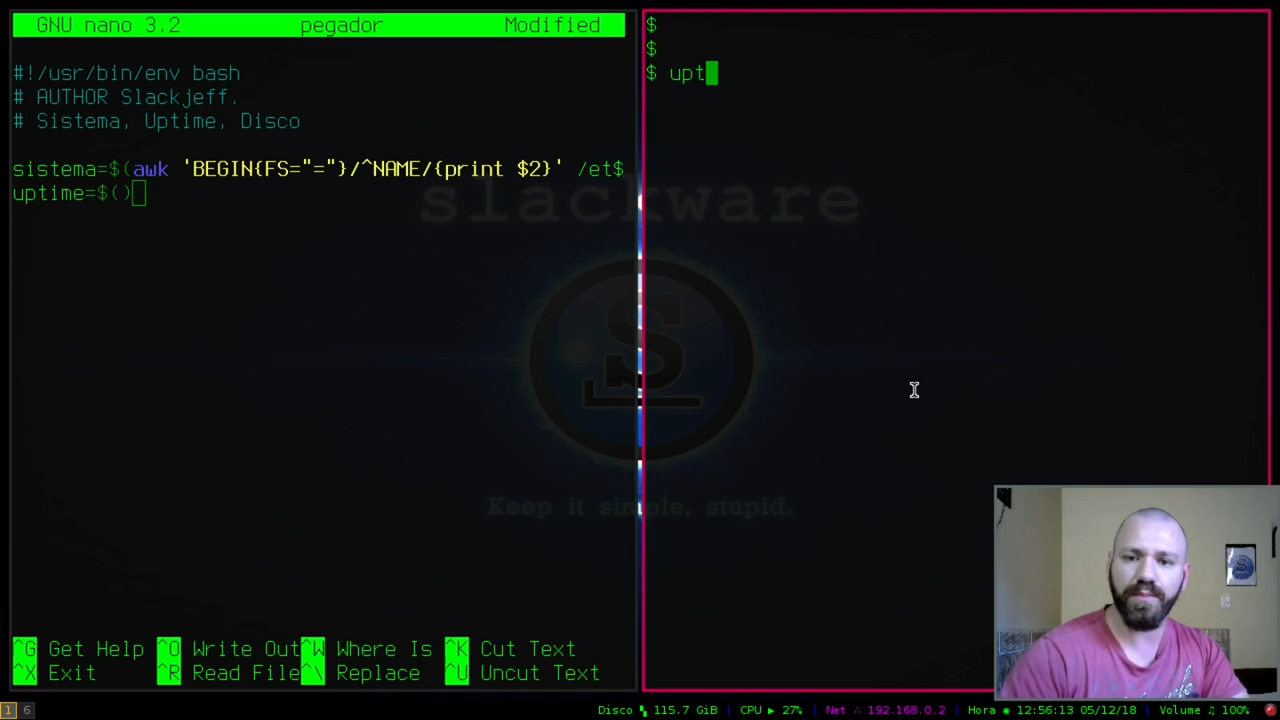 GNU nano 3.2 pegador Modified
#!/usr/bin/env bash
# AUTHOR Slackjeff.
# Sistema, Uptime, Disco
sistema=$(awk 'BEGIN{FS="="}/^NAME/{print $2}' /et$
uptime=$()
^G Get Help ^O Write Out ^W Where Is ^K Cut Text
^X Exit ^R Read File ^\ Replace ^U Uncut Text
$
$
$ upt
slackware
S
Keep it simple, stupid.
1 6 Disco 115.7 GiB | CPU ▶ 27% | Net ∴ 192.168.0.2 | Hora ◉ 12:56:13 05/12/18 | Volume ♫ 100%